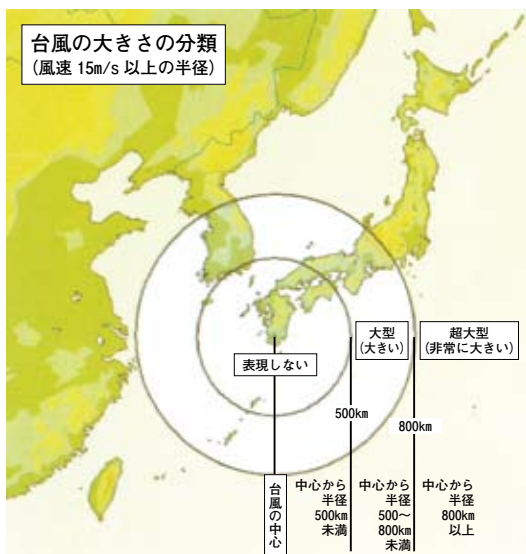 台風の大きさの分類
(風速 15m/s 以上の半径)
大型
(大きい)
超大型
(非常に大きい)
表現しない
500km
800km
台風の中心
中心から
半径
500km
未満
中心から
半径
500～
800km
未満
中心から
半径
800km
以上